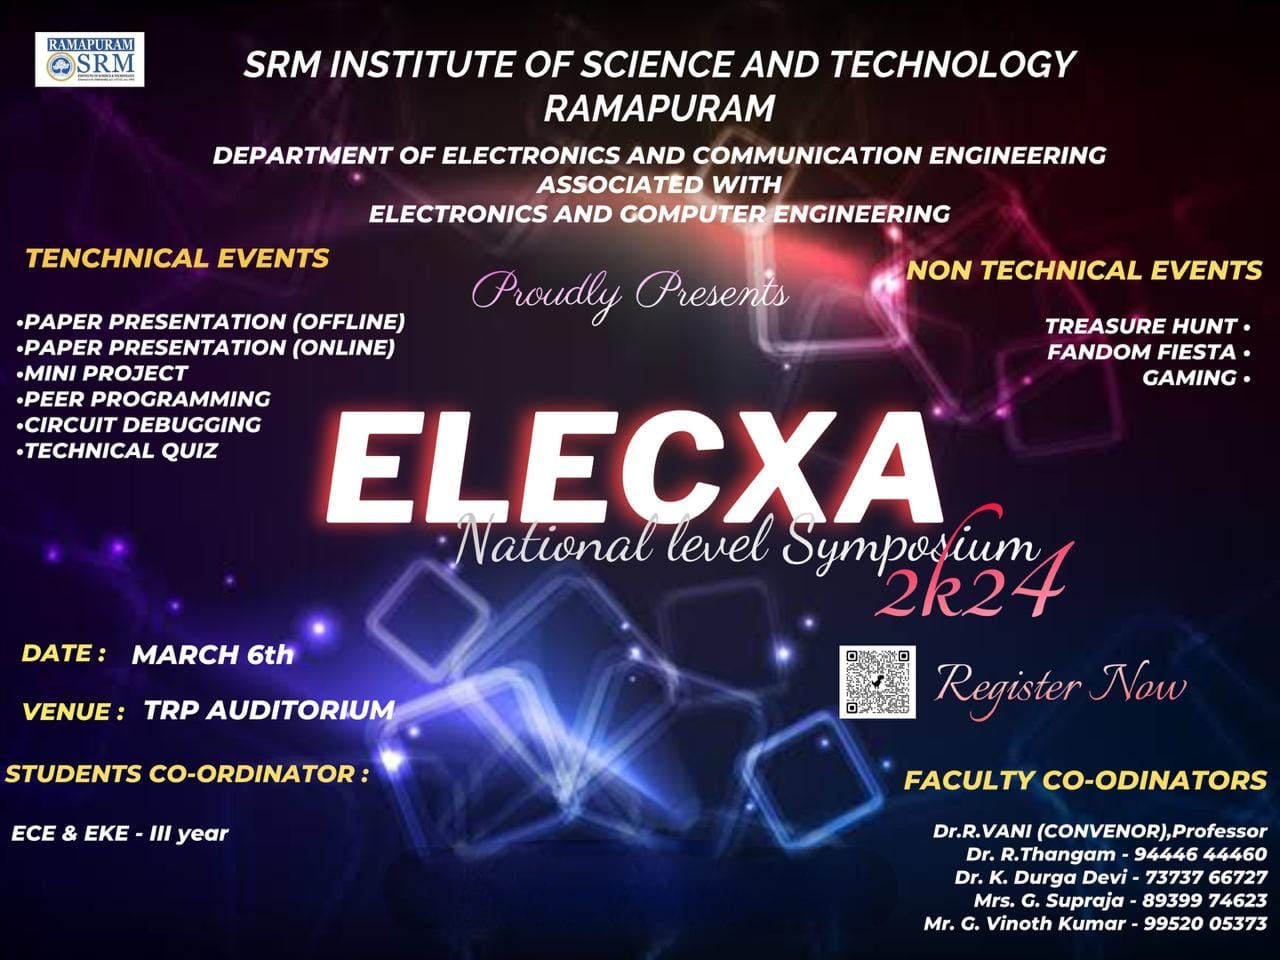 RAMAPURAM
SRM
SRM INSTITUTE OF SCIENCE AND TECHNOLOGY
RAMAPURAM
DEPARTMENT OF ELECTRONICS AND COMMUNICATION ENGINEERING
ASSOCIATED WITH
ELECTRONICS AND COMPUTER ENGINEERING
TENCHNICAL EVENTS
•PAPER PRESENTATION (OFFLINE)
•PAPER PRESENTATION (ONLINE)
•MINI PROJECT
•PEER PROGRAMMING
•CIRCUIT DEBUGGING
•TECHNICAL QUIZ
Proudly Presents
NON TECHNICAL EVENTS
TREASURE HUNT •
FANDOM FIESTA •
GAMING •
ELECXA
National level Symposium
2k24
DATE : MARCH 6th
VENUE : TRP AUDITORIUM
Register Now
STUDENTS CO-ORDINATOR :
ECE & EKE - III year
FACULTY CO-ODINATORS
Dr.R.VANI (CONVENOR),Professor
Dr. R.Thangam - 94446 44460
Dr. K. Durga Devi - 73737 66727
Mrs. G. Supraja - 89399 74623
Mr. G. Vinoth Kumar - 99520 05373